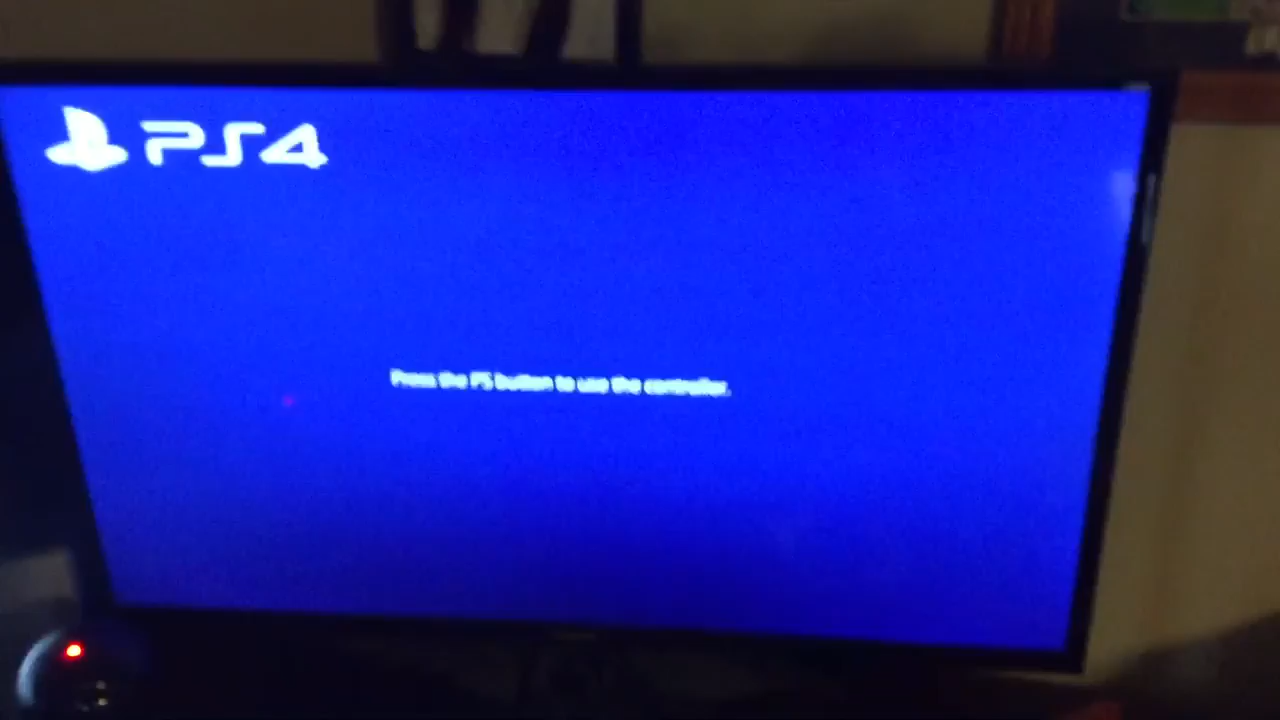 PS4
Press the PS button to use the controller.